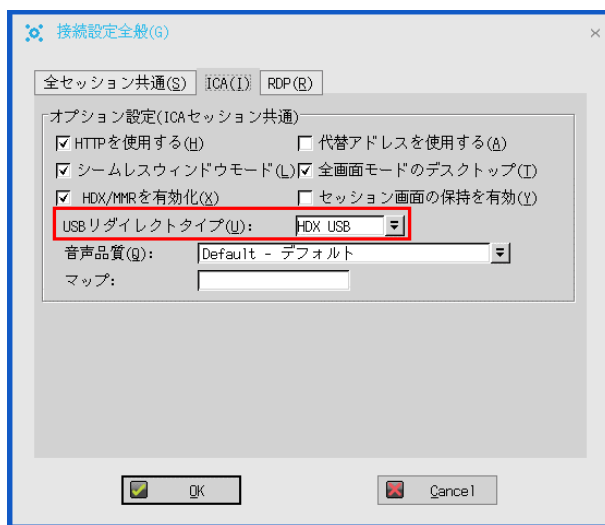 接続設定全般(G)
全セッション共通(S) ICA(I) RDP(R)
オプション設定(ICAセッション共通)
HTTPを使用する(H) 代替アドレスを使用する(A)
シームレスウィンドウモード(L) 全画面モードのデスクトップ(T)
HDX/MMRを有効化(X) セッション画面の保持を有効(Y)
USBリダイレクトタイプ(U): HDX USB
音声品質(Q): Default - デフォルト
マップ:
OK Cancel